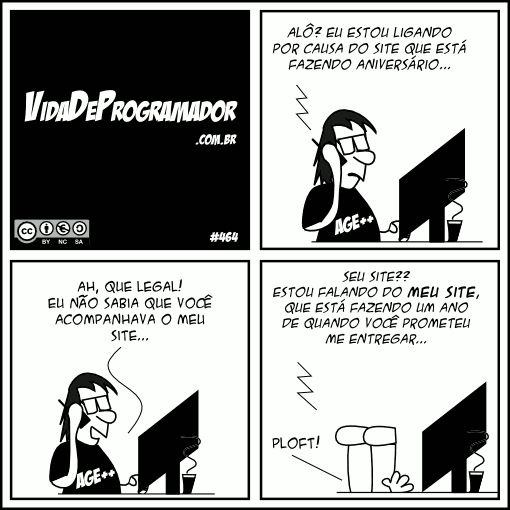 VidaDeProgramador
.com.br
CC
BY NC SA
#464
ALÔ? EU ESTOU LIGANDO
POR CAUSA DO SITE QUE ESTÁ
FAZENDO ANIVERSÁRIO...
AGE++
AH, QUE LEGAL!
EU NÃO SABIA QUE VOCÊ
ACOMPANHAVA O MEU
SITE...
AGE++
SEU SITE??
ESTOU FALANDO DO MEU SITE,
QUE ESTÁ FAZENDO UM ANO
DE QUANDO VOCÊ PROMETEU
ME ENTREGAR...
PLOFT!